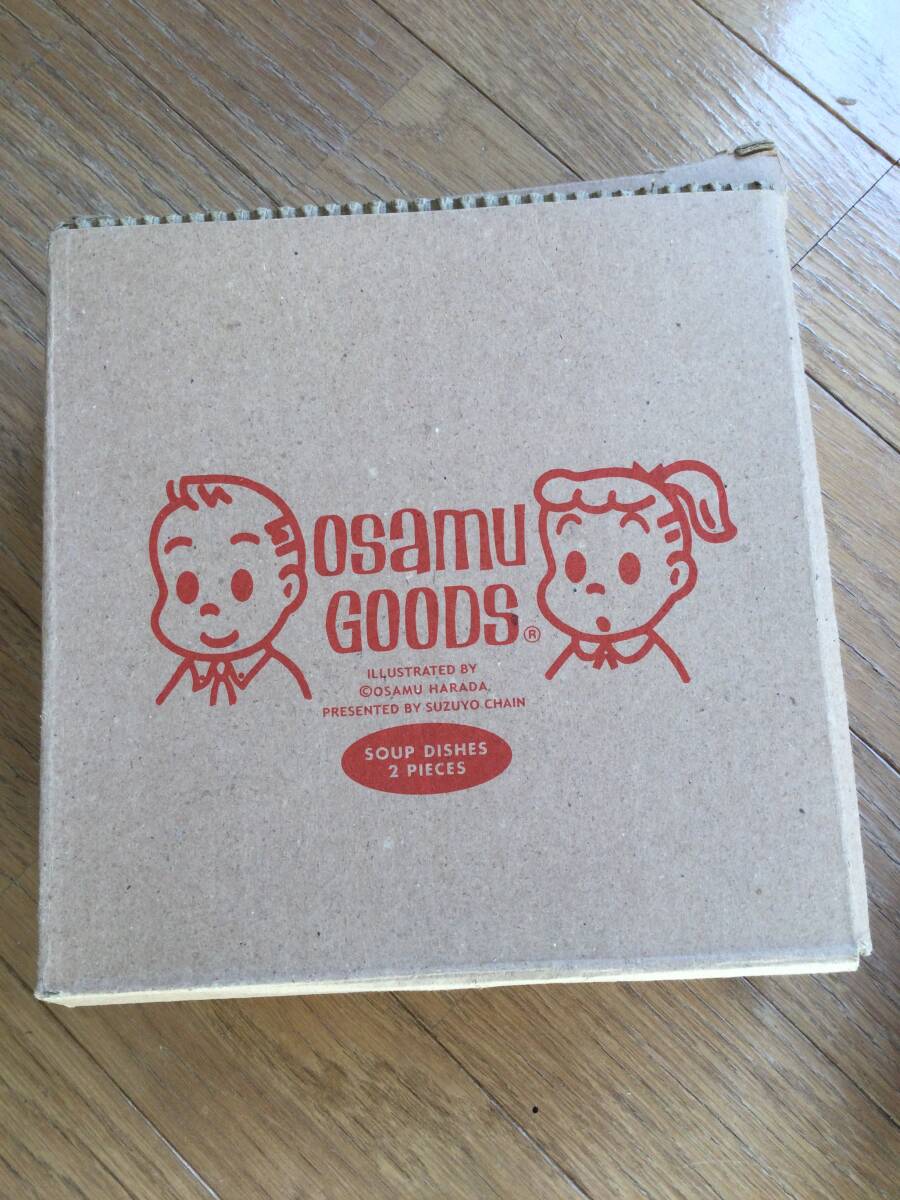 OSAMU
GOODS®
ILLUSTRATED BY
©OSAMU HARADA,
PRESENTED BY SUZUYO CHAIN
SOUP DISHES
2 PIECES